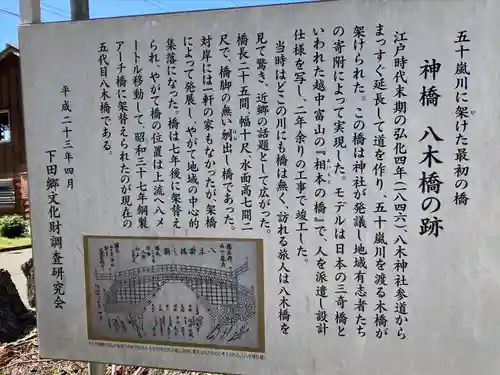 五十嵐川に架けた最初の橋
神橋　八木橋の跡
江戸時代末期の弘化四年（一八四六）、八木神社参道から
まっすぐ延長して道を作り、五十嵐川を渡る木橋が
架けられた。この橋は神社が発議し地域有志者たち
の寄附によって実現した。モデルは日本の三奇橋と
いわれた越中富山の『相本の橋』で、人を派遣し設計
仕様を写し、二年余りの工事で竣工した。
当時はどこの川にも橋は無く、訪れる旅人は八木橋を
見て驚き、近郷の話題として広がった。
橋長二十五間、幅十尺、水面高七間二
尺で、橋脚の無い刎出し橋であった。
対岸には一軒の家もなかったが、架橋
によって発展し、やがて地域の中心的
集落になった。橋は七年後に架替え
られ、やがて橋の位置は上流へ八メ
ートル移動して、昭和三十七年鋼製
アーチ橋に架替えられたのが現在の
五代目八木橋である。
平成二十三年四月
下田郷文化財調査研究会